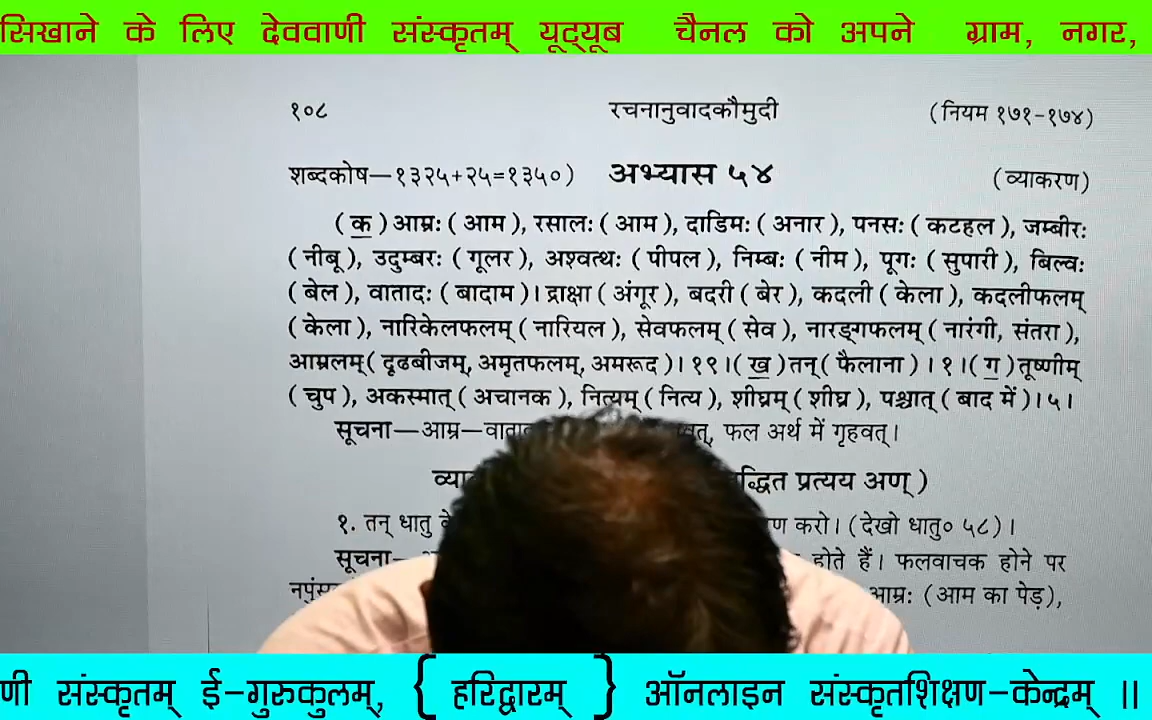 सिखाने के लिए देववाणी संस्कृतम् यूट्यूब चैनल को अपने ग्राम, नगर,
१०८ रचनानुवादकौमुदी (नियम १७१-१७४)
शब्दकोष—१३२५+२५=१३५०) अभ्यास ५४ (व्याकरण)
(क) आम्रः (आम), रसालः (आम), दाडिमः (अनार), पनसः (कटहल), जम्बीरः
(नीबू), उदुम्बरः (गूलर), अश्वत्थः (पीपल), निम्बः (नीम), पूगः (सुपारी), बिल्वः
(बेल), वातादः (बादाम)। द्राक्षा (अंगूर), बदरी (बेर), कदली (केला), कदलीफलम्
(केला), नारिकेलफलम् (नारियल), सेवफलम् (सेव), नारङ्गफलम् (नारंगी, संतरा),
आम्रलम्( दृढबीजम्, अमृतफलम्, अमरूद)। १९।(ख) तन्( फैलाना)। १।(ग) तूष्णीम्
(चुप), अकस्मात् (अचानक), नित्यम् (नित्य), शीघ्रम् (शीघ्र), पश्चात् (बाद में)।५।
सूचना—आम्र— फल अर्थ में गृहवत्।
प्रत्यय अण्)
१. तन् धातु करो। (देखो धातु० ५८)।
सूचना— होते हैं। फलवाचक होने पर
आम्रः (आम का पेड़),
णी संस्कृतम् ई-गुरुकुलम्, { हरिद्वारम् } ऑनलाइन संस्कृतशिक्षण-केन्द्रम् ।।